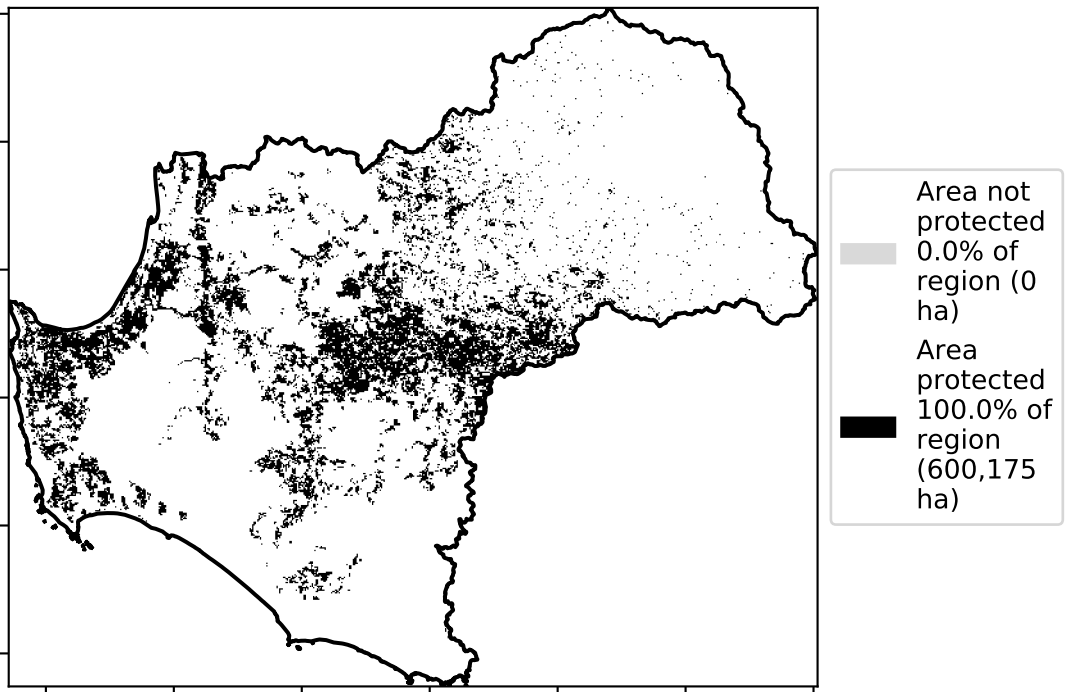 Area not
protected
0.0% of
region (0
ha)
Area
protected
100.0% of
region
(600,175
ha)